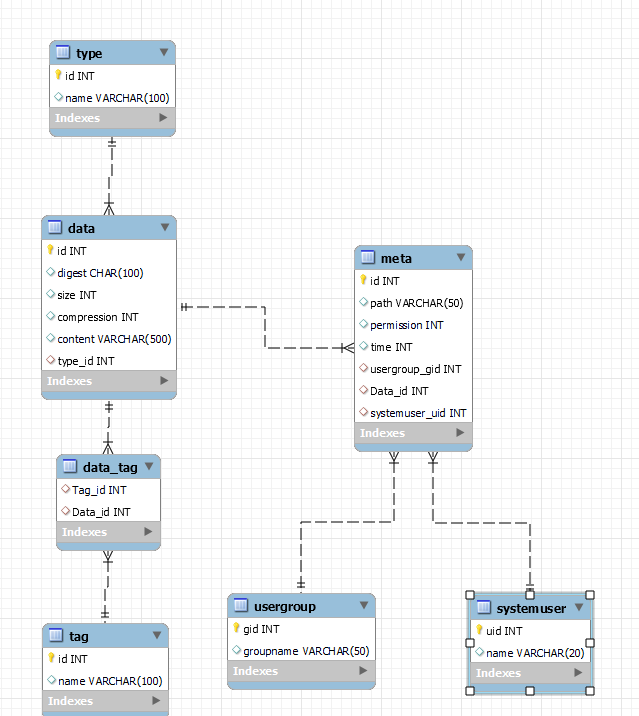 type
id INT
name VARCHAR(100)
Indexes
data
id INT
digest CHAR(100)
size INT
compression INT
content VARCHAR(500)
type_id INT
Indexes
meta
id INT
path VARCHAR(50)
permission INT
time INT
usergroup_gid INT
Data_id INT
systemuser_uid INT
Indexes
data_tag
Tag_id INT
Data_id INT
Indexes
tag
id INT
name VARCHAR(100)
Indexes
usergroup
gid INT
groupname VARCHAR(50)
Indexes
systemuser
uid INT
name VARCHAR(20)
Indexes